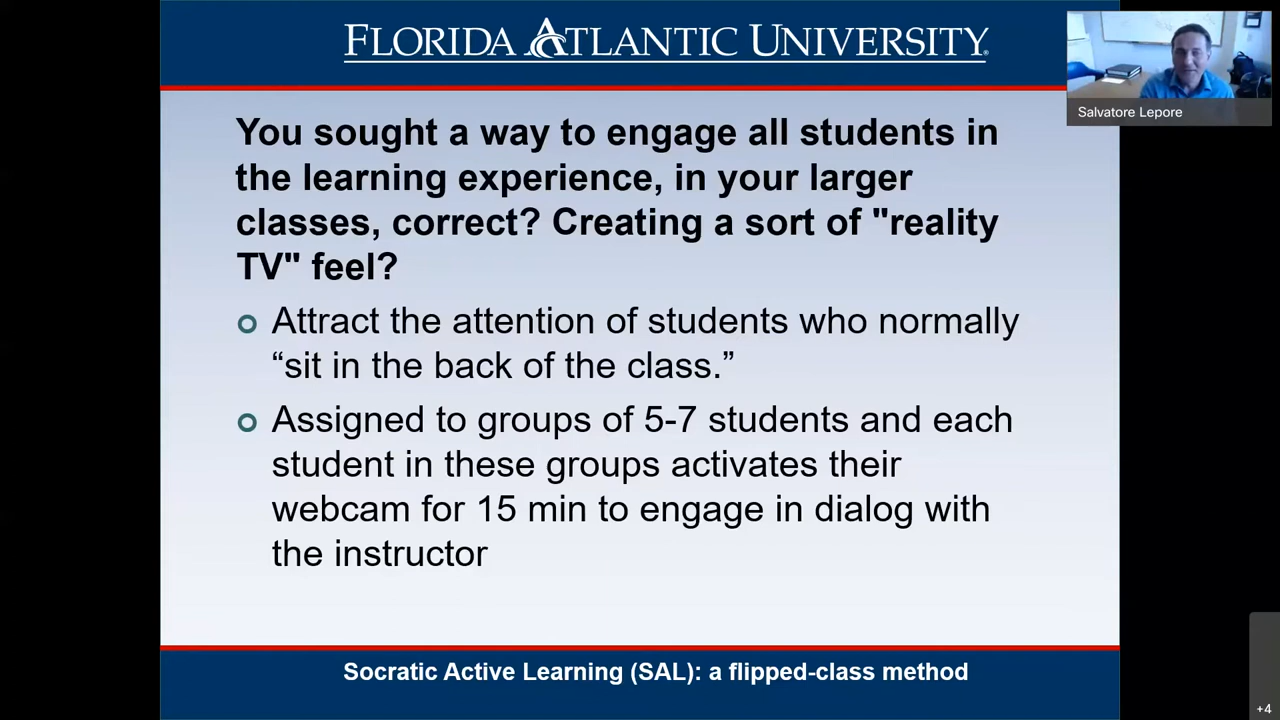 FLORIDA ATLANTIC UNIVERSITY®
Salvatore Lepore
You sought a way to engage all students in
the learning experience, in your larger
classes, correct? Creating a sort of "reality
TV" feel?
Attract the attention of students who normally
“sit in the back of the class.”
Assigned to groups of 5-7 students and each
student in these groups activates their
webcam for 15 min to engage in dialog with
the instructor
Socratic Active Learning (SAL): a flipped-class method
+4